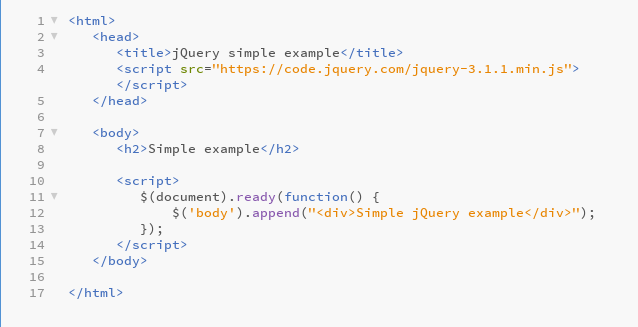 1 <html>
2 <head>
3 <title>jQuery simple example</title>
4 <script src="https://code.jquery.com/jquery-3.1.1.min.js">
</script>
5 </head>
6
7 <body>
8 <h2>Simple example</h2>
9
10 <script>
11 $(document).ready(function() {
12 $('body').append("<div>Simple jQuery example</div>");
13 });
14 </script>
15 </body>
16
17 </html>